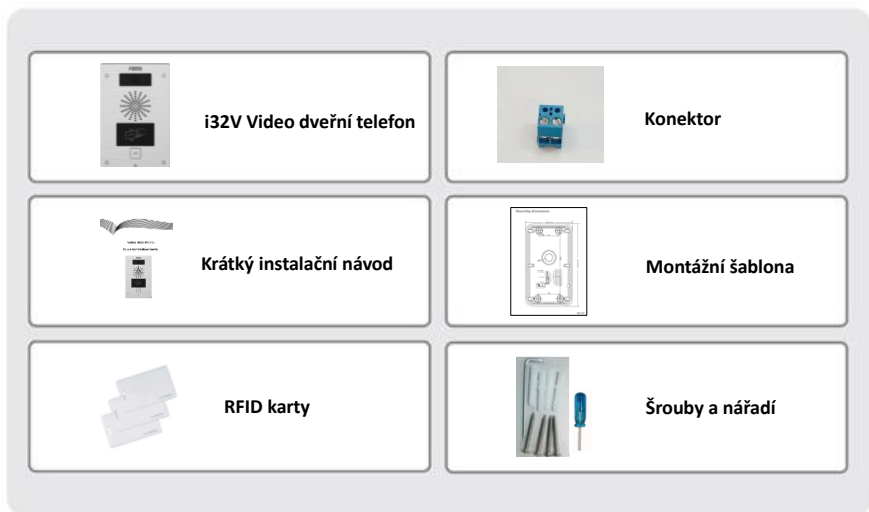 i32V Video dveřní telefon
Konektor
Krátký instalační návod
Montážní šablona
RFID karty
Šrouby a nářadí